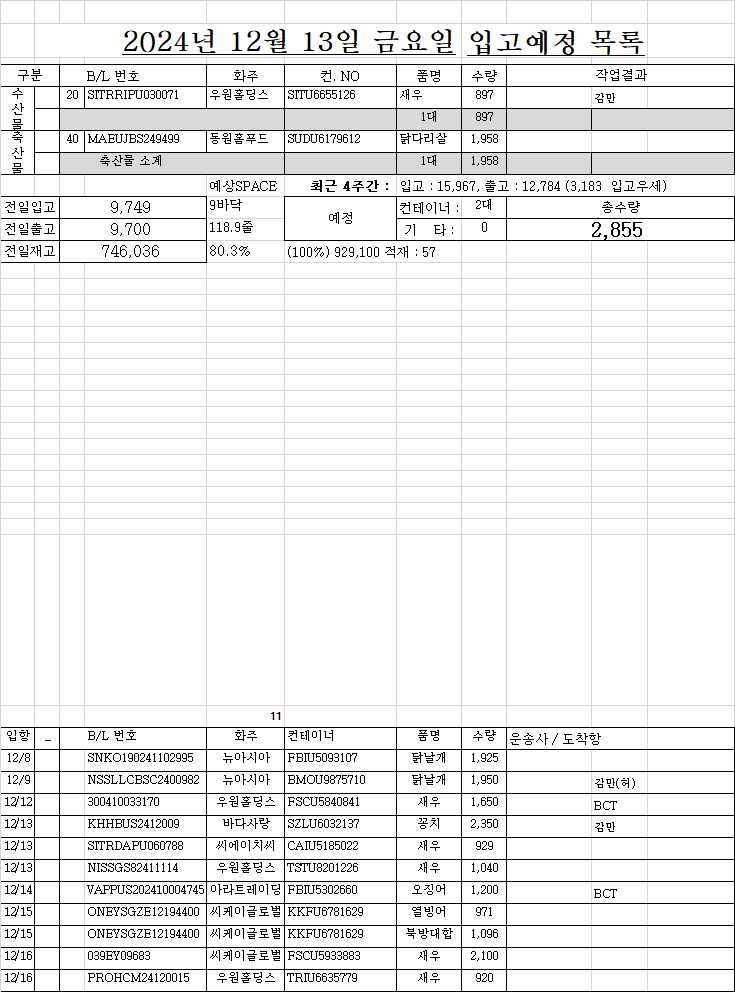 2024년 12월 13일 금요일 입고예정 목록
구분 B/L 번호 화주 컨. NO 품명 수량 작업결과
수산물 20 SITRRIPU030071 우원홀딩스 SITU6655126 새우 897 감만
1대 897
축산물 40 MAEUJBS249499 동원홈푸드 SUDU6179612 닭다리살 1,958
축산물 소계 1대 1,958
예상SPACE 최근 4주간 : 입고 : 15,967, 출고 : 12,784 (3,183 입고우세)
전일입고 9,749 9바닥 예정 컨테이너 : 2대 총수량
전일출고 9,700 118.9줄 기 타 : 0 2,855
전일재고 746,036 80.3% (100%) 929,100 적재 : 57
11
입항 _ B/L 번호 화주 컨테이너 품명 수량 운송사 / 도착항
12/8 SNKO190241102995 뉴아시아 FBIU5093107 닭날개 1,925
12/9 NSSLLCBSC2400982 뉴아시아 BMOU9875710 닭날개 1,950 감만(허)
12/12 300410033170 우원홀딩스 FSCU5840841 새우 1,650 BCT
12/13 KHHBUS2412009 바다사랑 SZLU6032137 꽁치 2,350 감만
12/13 SITRDAPU060788 씨에이치씨 CAIU5185022 새우 929
12/13 NISSGS82411114 우원홀딩스 TSTU8201226 새우 1,040
12/14 VAPPUS202410004745 아라트레이딩 FBIU5302660 오징어 1,200 BCT
12/15 ONEYSGZE12194400 씨케이글로벌 KKFU6781629 열빙어 971
12/15 ONEYSGZE12194400 씨케이글로벌 KKFU6781629 북방대합 1,096
12/16 039EY09683 씨케이글로벌 FSCU5933883 새우 2,100
12/16 PROHCM24120015 우원홀딩스 TRIU6635779 새우 920